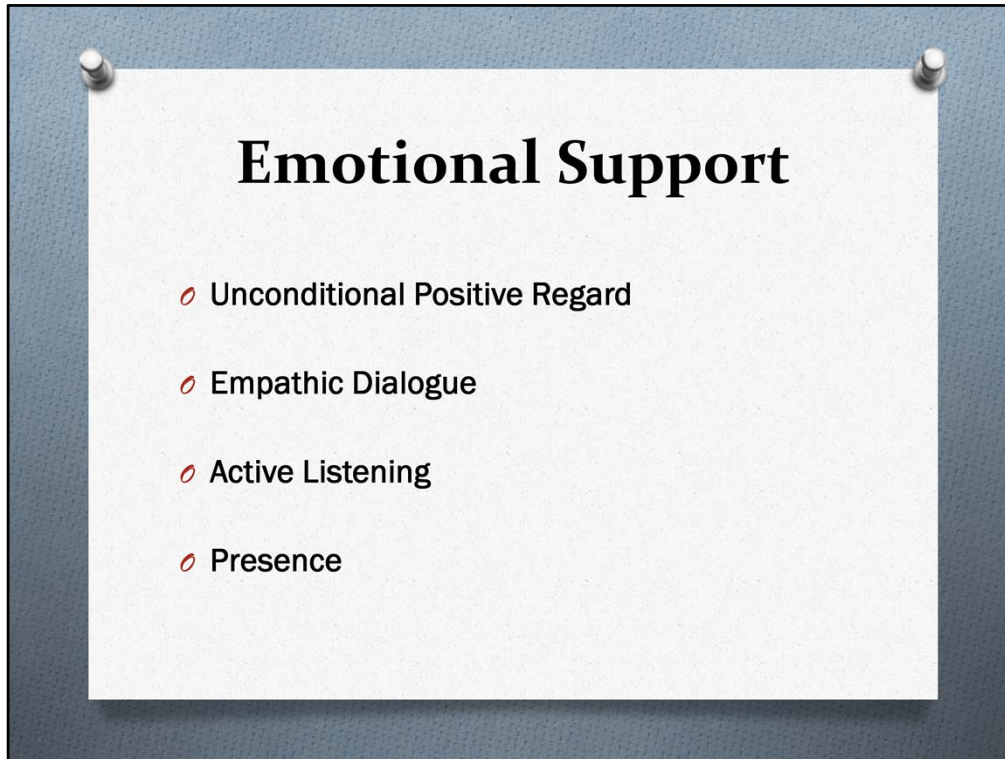 Emotional Support
Unconditional Positive Regard
Empathic Dialogue
Active Listening
Presence